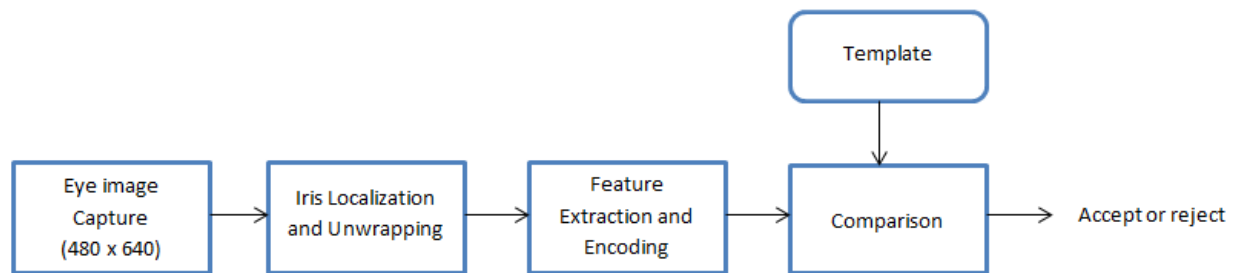 Template
Eye image
Capture
(480 x 640)
Iris Localization
and Unwrapping
Feature
Extraction and
Encoding
Comparison
Accept or reject